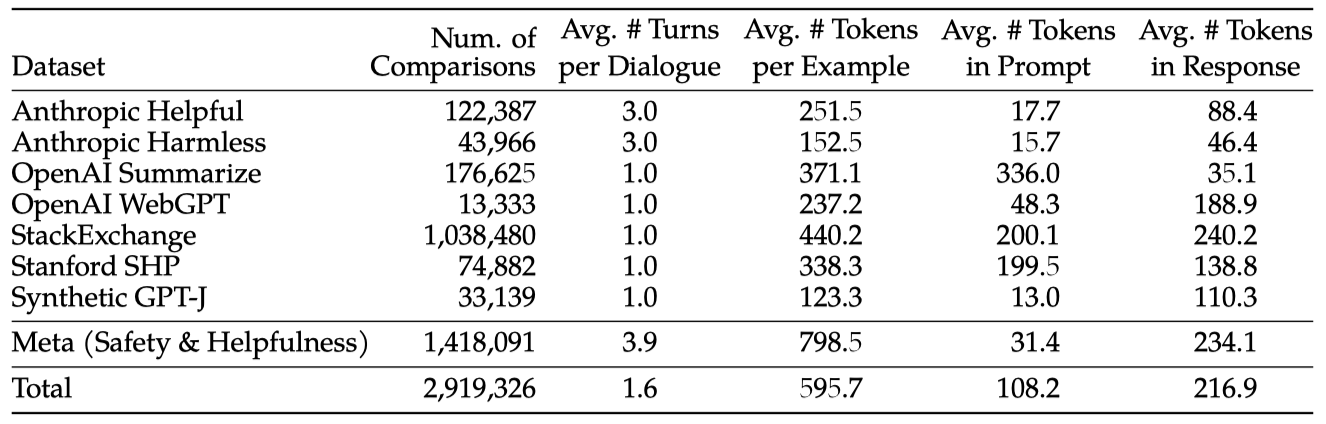 Dataset Num. of Comparisons Avg. # Turns per Dialogue Avg. # Tokens per Example Avg. # Tokens in Prompt Avg. # Tokens in Response
Anthropic Helpful 122,387 3.0 251.5 17.7 88.4
Anthropic Harmless 43,966 3.0 152.5 15.7 46.4
OpenAI Summarize 176,625 1.0 371.1 336.0 35.1
OpenAI WebGPT 13,333 1.0 237.2 48.3 188.9
StackExchange 1,038,480 1.0 440.2 200.1 240.2
Stanford SHP 74,882 1.0 338.3 199.5 138.8
Synthetic GPT-J 33,139 1.0 123.3 13.0 110.3
Meta (Safety & Helpfulness) 1,418,091 3.9 798.5 31.4 234.1
Total 2,919,326 1.6 595.7 108.2 216.9